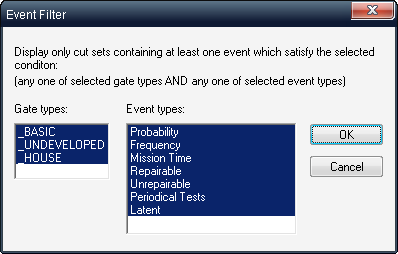 Event Filter
Display only cut sets containing at least one event which satisfy the selected
conditon:
(any one of selected gate types AND any one of selected event types)
Gate types:
_BASIC
_UNDEVELOPED
_HOUSE
Event types:
Probability
Frequency
Mission Time
Repairable
Unrepairable
Periodical Tests
Latent
OK
Cancel